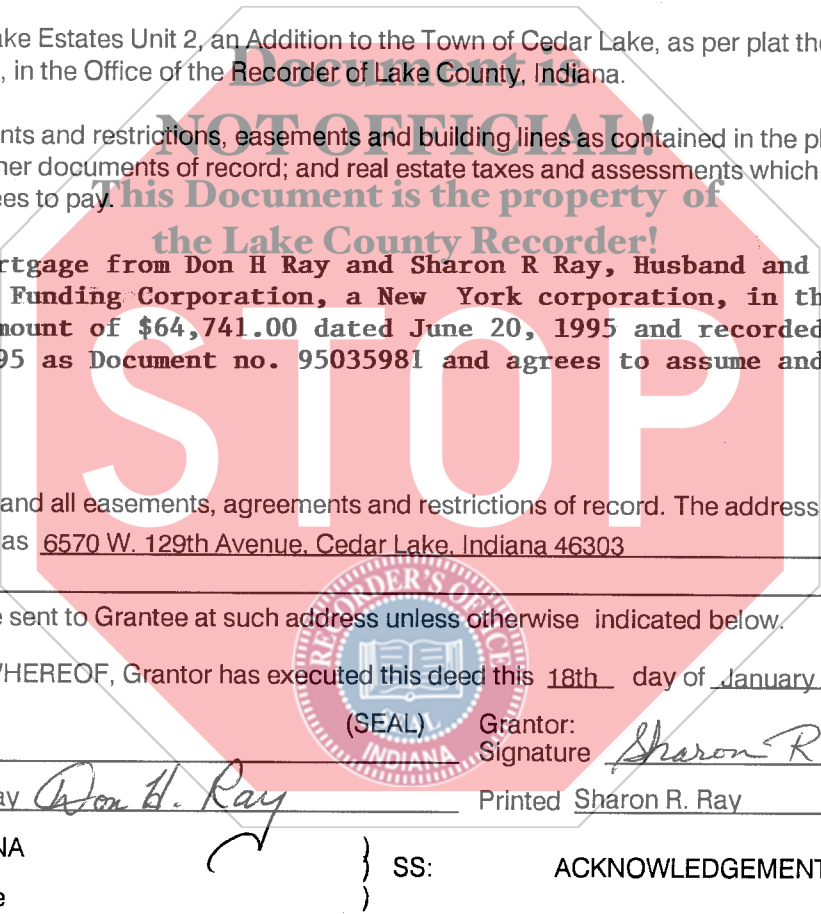 ake Estates Unit 2, an Addition to the Town of Cedar Lake, as per plat the
, in the Office of the Recorder of Lake County, Indiana.
Document is
NOT OFFICIAL!
This Document is the property of
the Lake County Recorder!
nts and restrictions, easements and building lines as contained in the pl
her documents of record; and real estate taxes and assessments which
ees to pay.
rtgage from Don H Ray and Sharon R Ray, Husband and
Funding Corporation, a New York corporation, in th
mount of $64,741.00 dated June 20, 1995 and recorded
95 as Document no. 95035981 and agrees to assume and
STOP
and all easements, agreements and restrictions of record. The address
as 6570 W. 129th Avenue, Cedar Lake, Indiana 46303
e sent to Grantee at such address unless otherwise indicated below.
WHEREOF, Grantor has executed this deed this 18th day of January
RECORDER'S OFFICE
SEAL
INDIANA
(SEAL) Grantor:
Signature Sharon R
ay Don H. Ray Printed Sharon R. Ray
NA
) SS: ACKNOWLEDGEMENT
e )